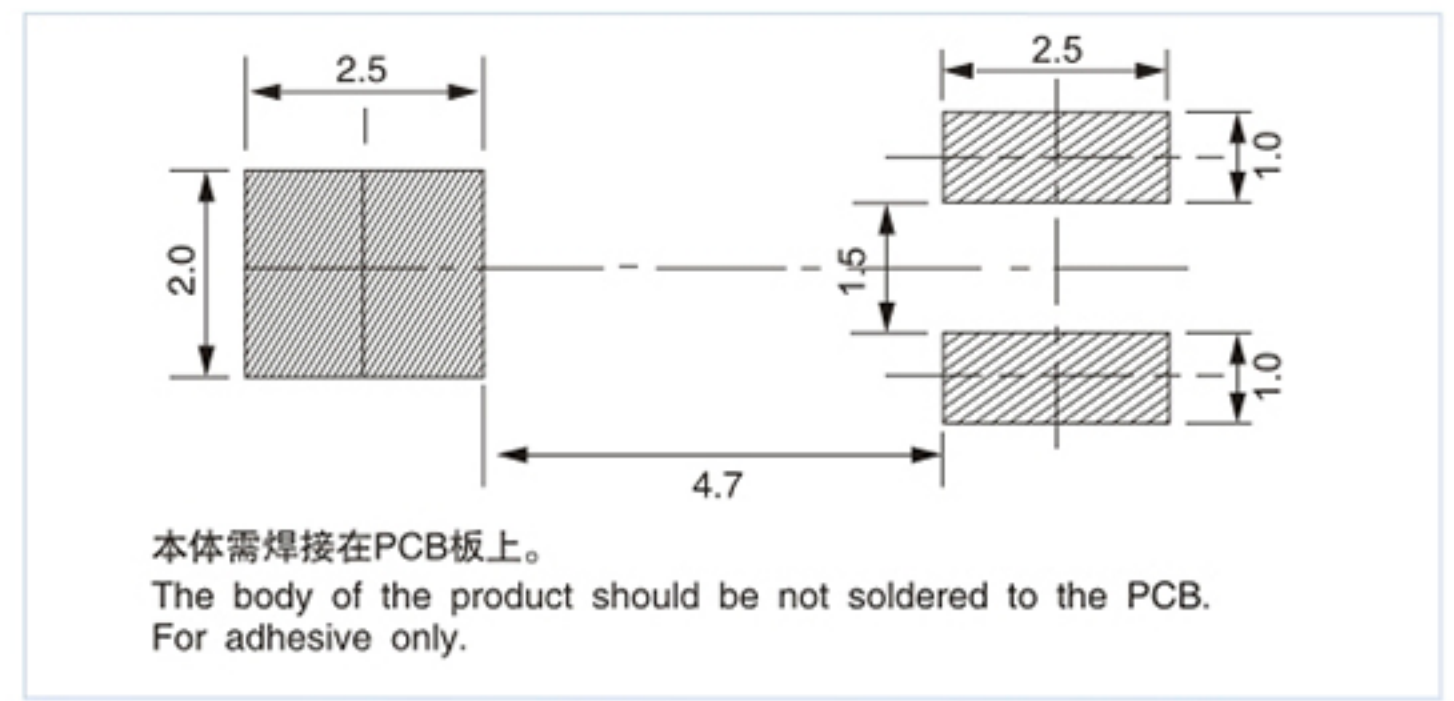 2.5
2.5
1.0
2.0
1.5
1.0
4.7
本体需焊接在PCB板上。
The body of the product should be not soldered to the PCB.
For adhesive only.